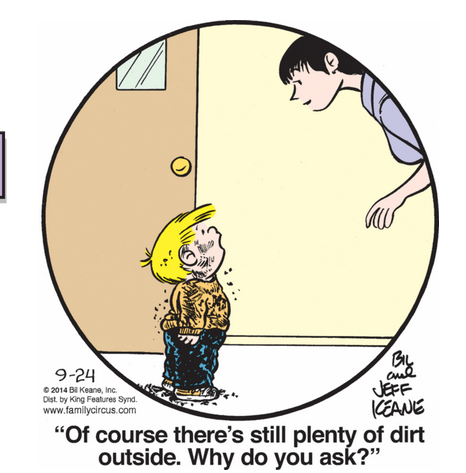 9-24
© 2014 Bil Keane, Inc.
Dist. by King Features Synd.
www.familycircus.com
BIL
and
JEFF
KEANE
“Of course there’s still plenty of dirt
outside. Why do you ask?”